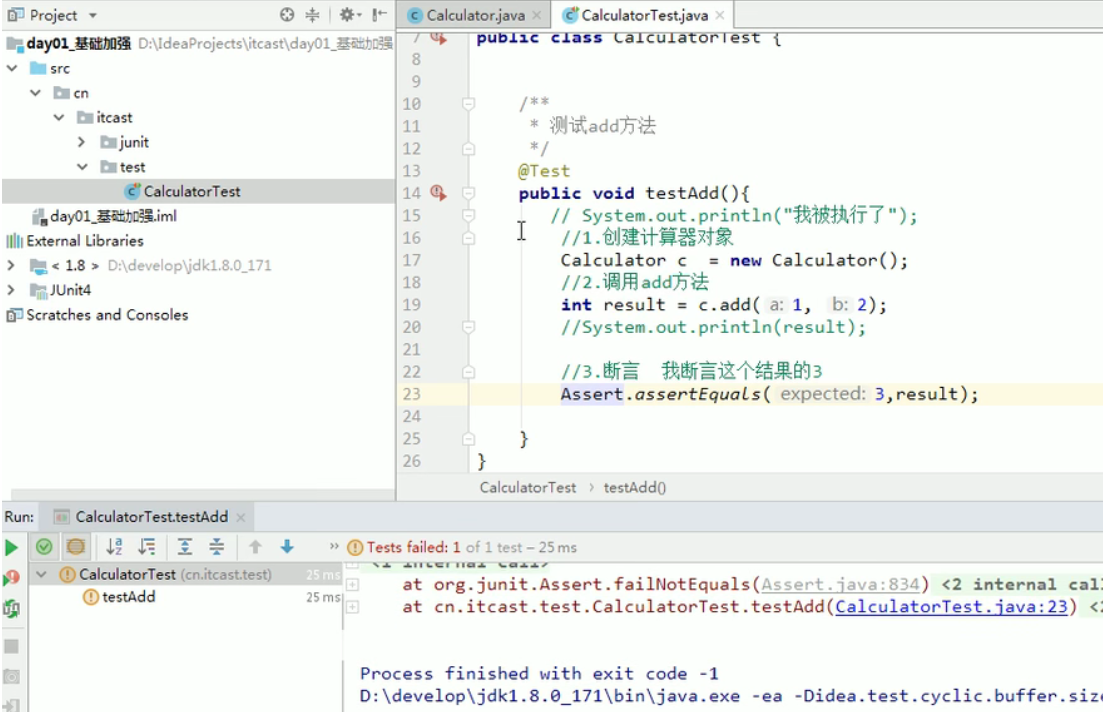 Project
day01_基础加强 D:\IdeaProjects\itcast\day01_基础加强
src
cn
itcast
junit
test
CalculatorTest
day01_基础加强.iml
External Libraries
< 1.8 > D:\develop\jdk1.8.0_171
JUnit4
Scratches and Consoles
Calculator.java
CalculatorTest.java
7 public class CalculatorTest {
8
9
10 /**
11 * 测试add方法
12 */
13 @Test
14 public void testAdd(){
15 // System.out.println("我被执行了");
16 //1.创建计算器对象
17 Calculator c = new Calculator();
18 //2.调用add方法
19 int result = c.add( a: 1, b: 2);
20 //System.out.println(result);
21
22 //3.断言 我断言这个结果的3
23 Assert.assertEquals( expected: 3,result);
24
25 }
26 }
CalculatorTest › testAdd()
Run: CalculatorTest.testAdd
» Tests failed: 1 of 1 test – 25 ms
CalculatorTest (cn.itcast.test) 25 ms
testAdd 25 ms
<1 internal call>
at org.junit.Assert.failNotEquals(Assert.java:834) <2 internal cal
at cn.itcast.test.CalculatorTest.testAdd(CalculatorTest.java:23) <2
Process finished with exit code -1
D:\develop\jdk1.8.0_171\bin\java.exe -ea -Didea.test.cyclic.buffer.size